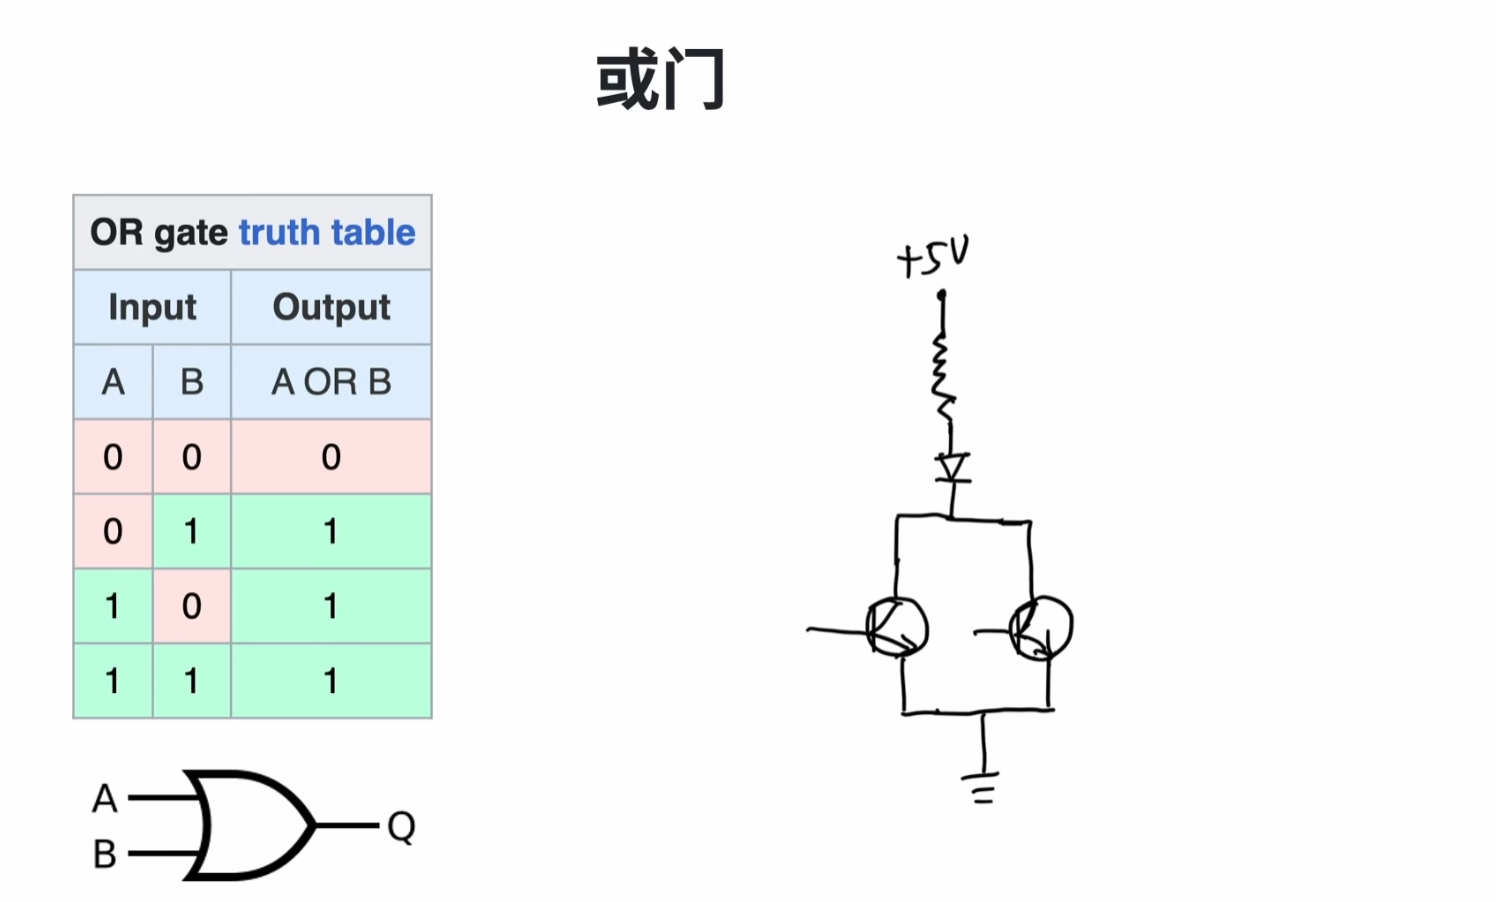 或门
OR gate truth table
Input Output
A B A OR B
0 0 0
0 1 1
1 0 1
1 1 1
A
B
Q
+5V